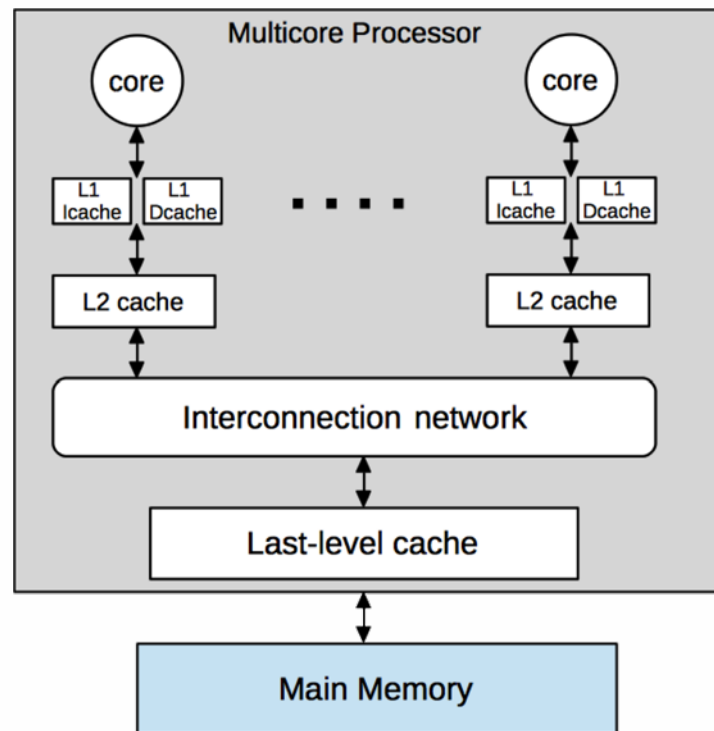 Multicore Processor
core
core
L1
Icache
L1
Dcache
L1
Icache
L1
Dcache
L2 cache
L2 cache
Interconnection network
Last-level cache
Main Memory